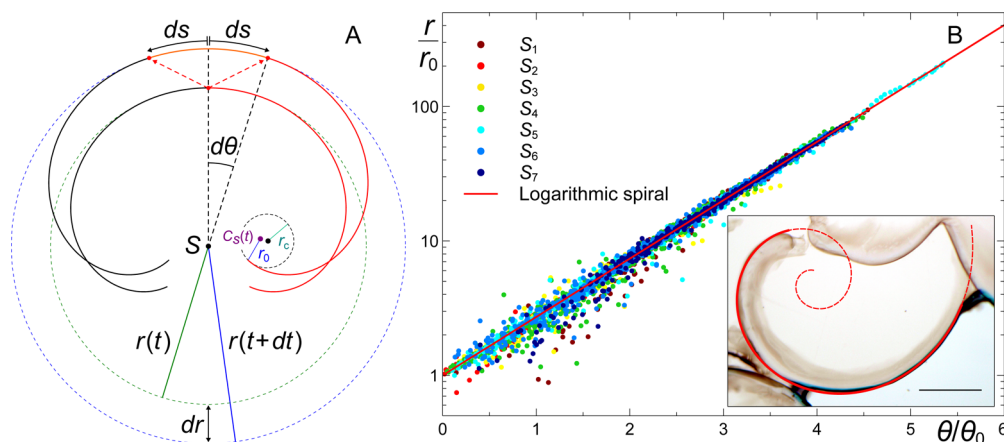 ds ds
A
dθ
S
C_S(t)
r_c
r_0
r(t)
r(t+dt)
dr
r/r_0
B
S_1
S_2
S_3
S_4
S_5
S_6
S_7
Logarithmic spiral
100
10
1
0 1 2 3 4 5 6
θ/θ_0